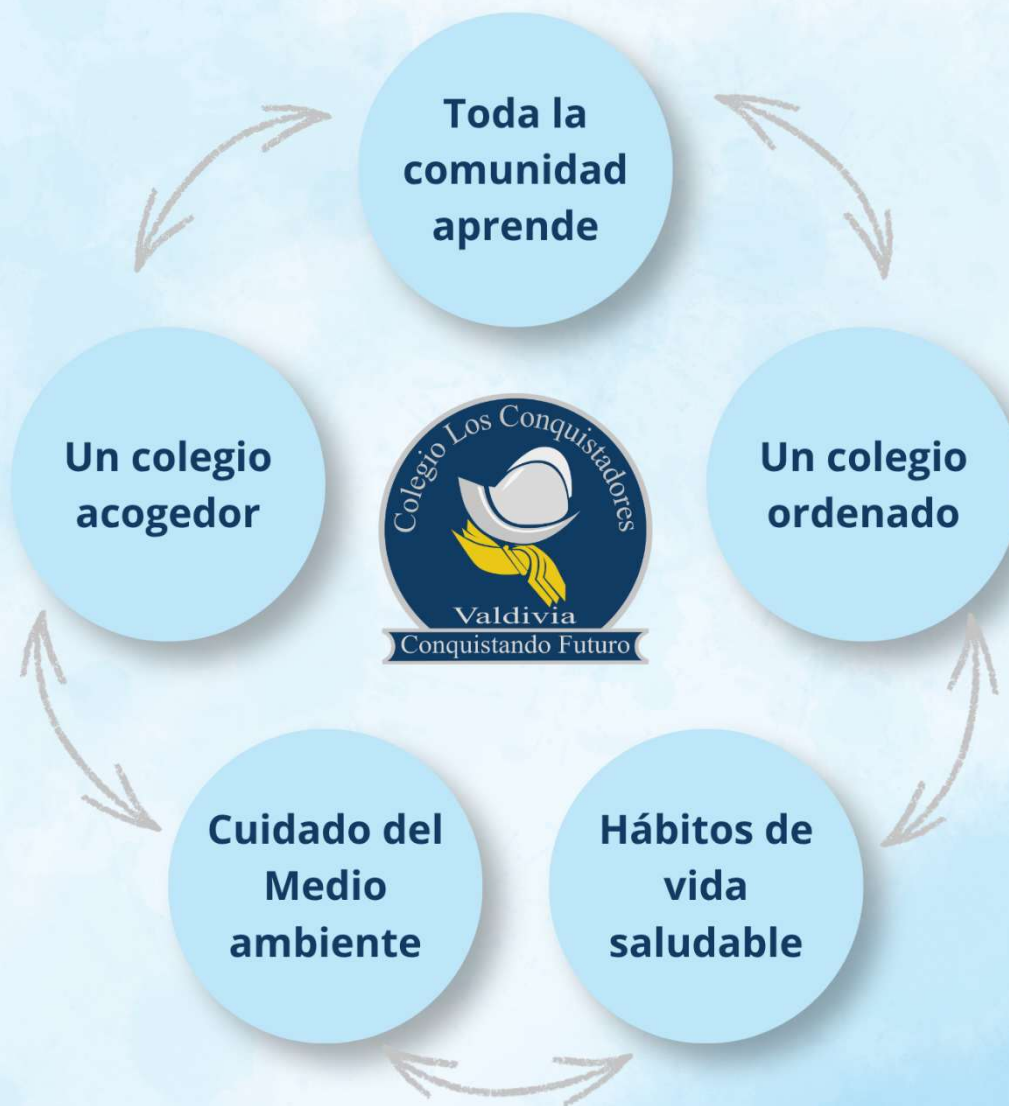 Toda la
comunidad
aprende
Un colegio
acogedor
Colegio Los Conquistadores
Valdivia
Conquistando Futuro
Un colegio
ordenado
Cuidado del
Medio
ambiente
Hábitos de
vida
saludable